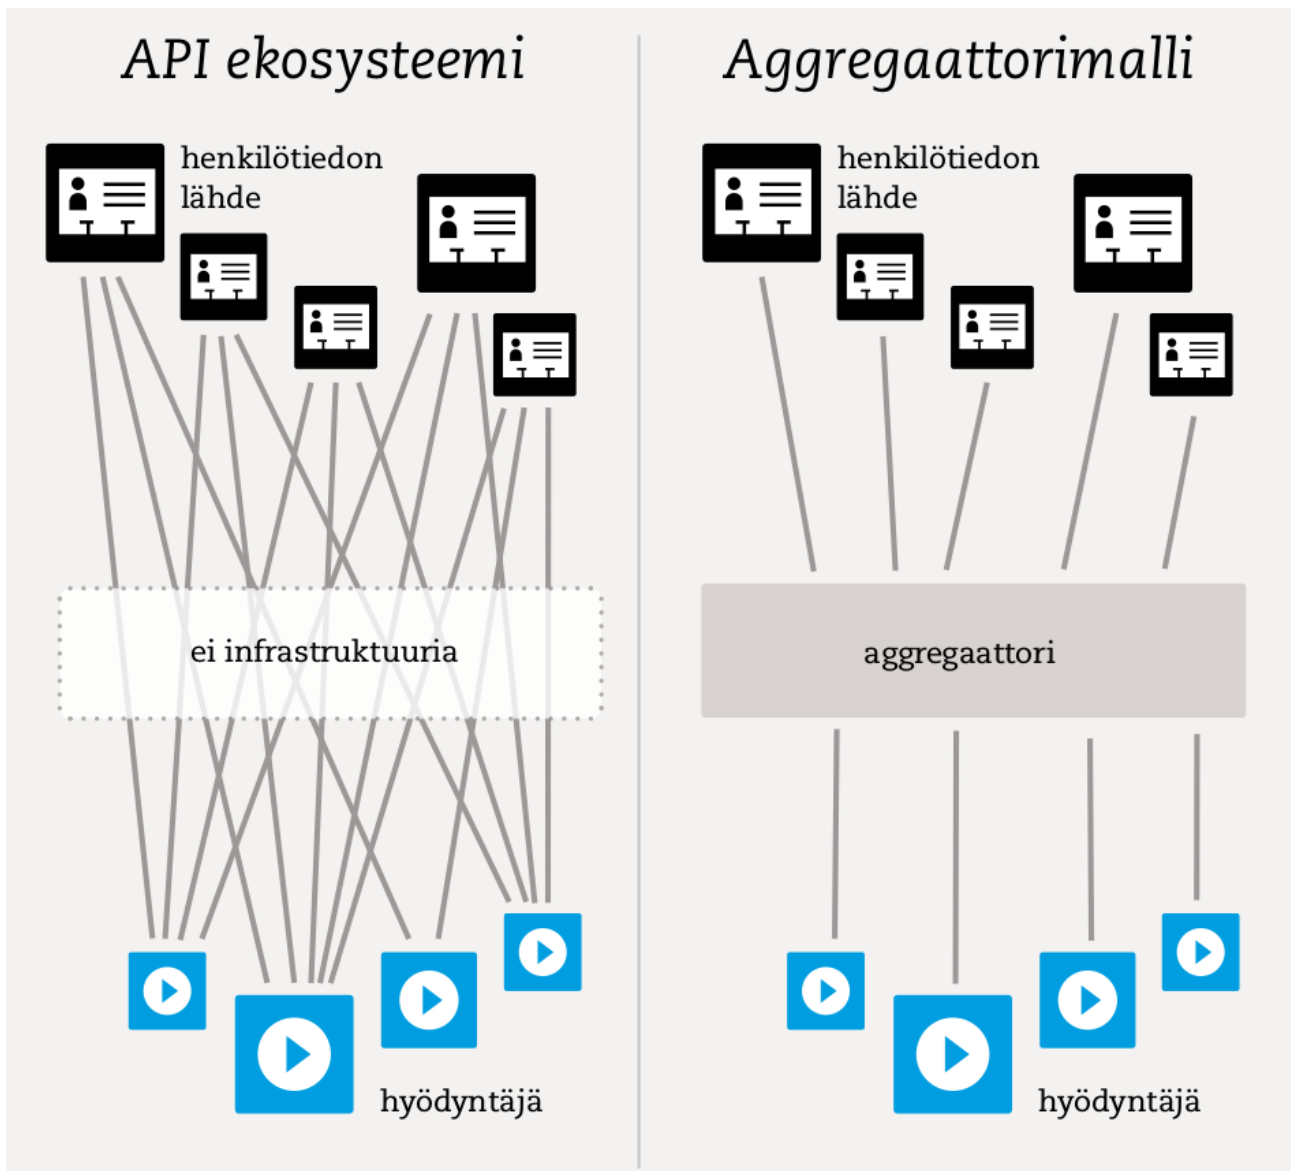 API ekosysteemi
henkilötiedon
lähde
ei infrastruktuuria
hyödyntäjä
Aggregaattorimalli
henkilötiedon
lähde
aggregaattori
hyödyntäjä